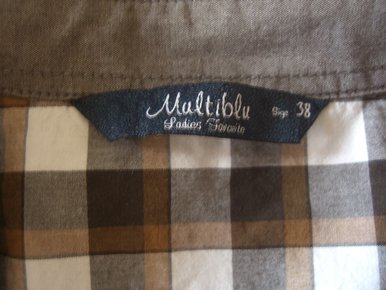 Multiblu
Ladies Favorite
Size 38